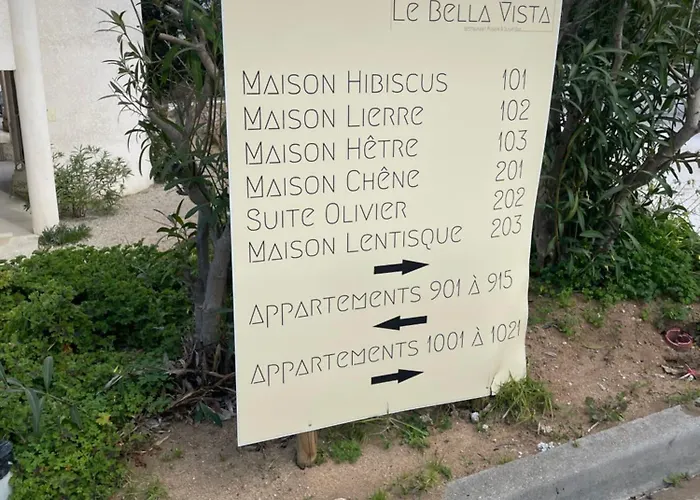 Le Bella Vista
Maison Hibiscus 101
Maison Lierre 102
Maison Hêtre 103
Maison Chêne 201
Suite Olivier 202
Maison Lentisque 203
Appartements 901 à 915
Appartements 1001 à 1021